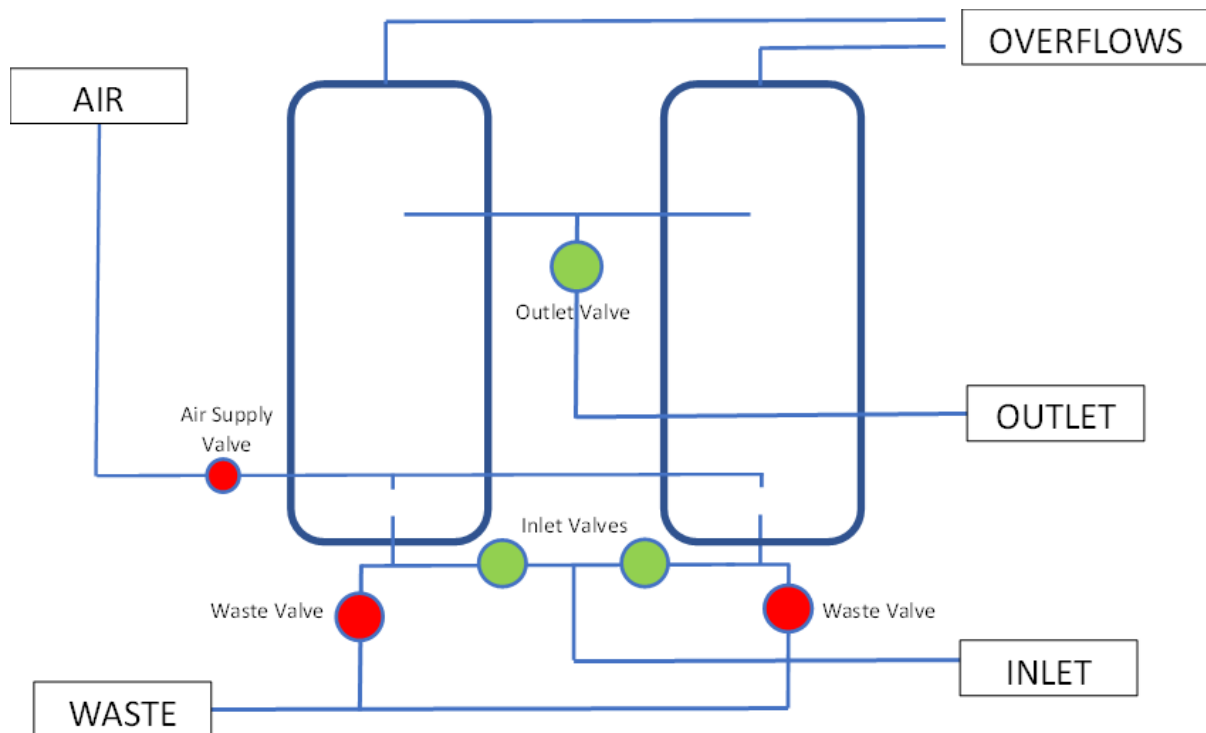 OVERFLOWS
AIR
Outlet Valve
Air Supply
Valve
OUTLET
Inlet Valves
Waste Valve
Waste Valve
INLET
WASTE